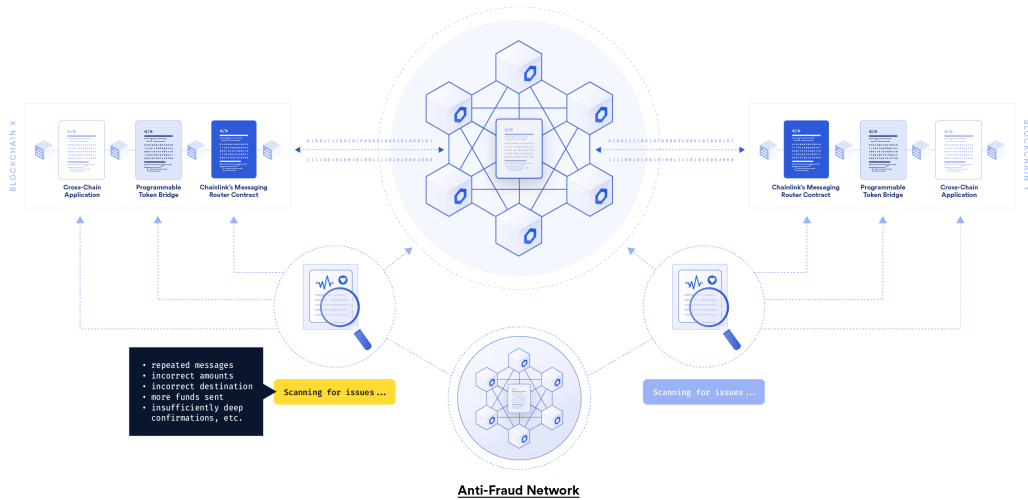 BLOCKCHAIN X
Cross-Chain
Application
Programmable
Token Bridge
Chainlink's Messaging
Router Contract
Chainlink's Messaging
Router Contract
Programmable
Token Bridge
Cross-Chain
Application
BLOCKCHAIN Y
• repeated messages
• incorrect amounts
• incorrect destination
• more funds sent
• insufficiently deep
confirmations, etc.
Scanning for issues...
Scanning for issues...
Anti-Fraud Network